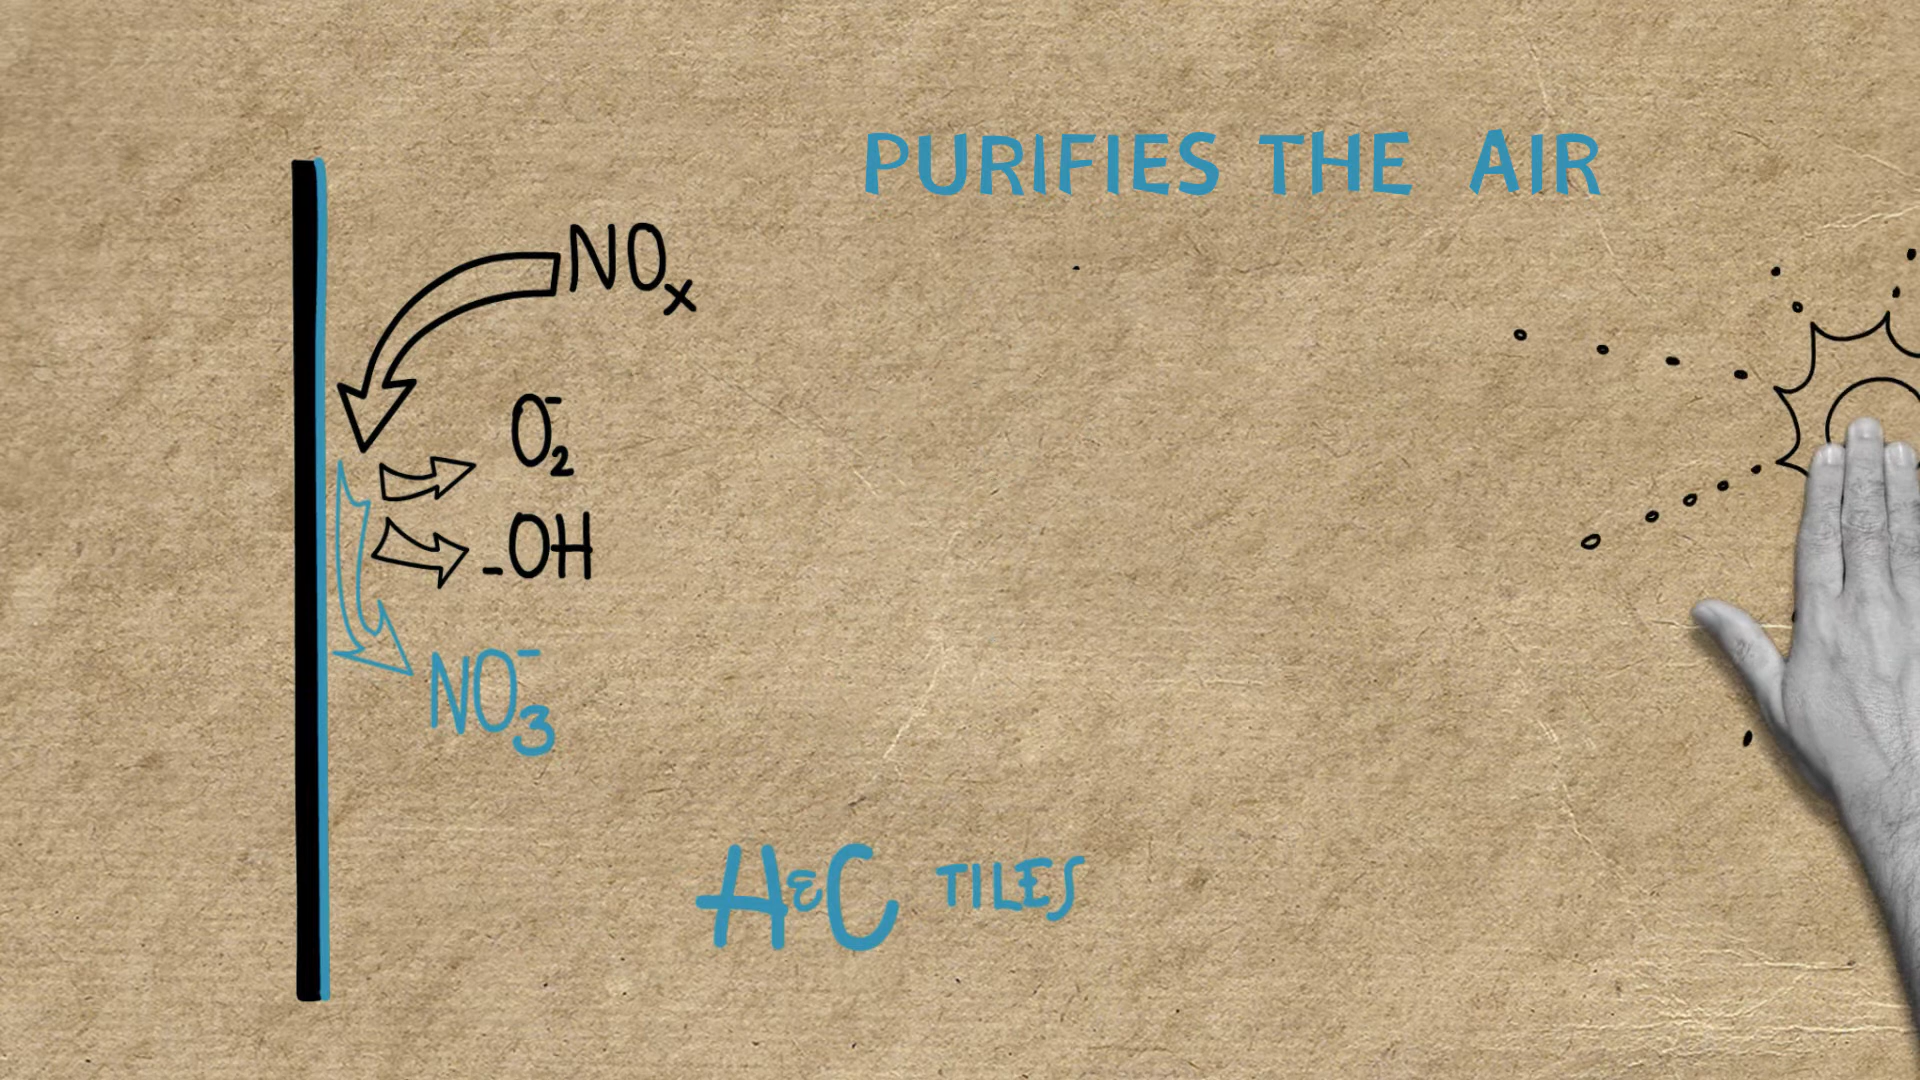 PURIFIES THE AIR
NOx
O₂⁻
-OH
NO₃⁻
H&C TILES